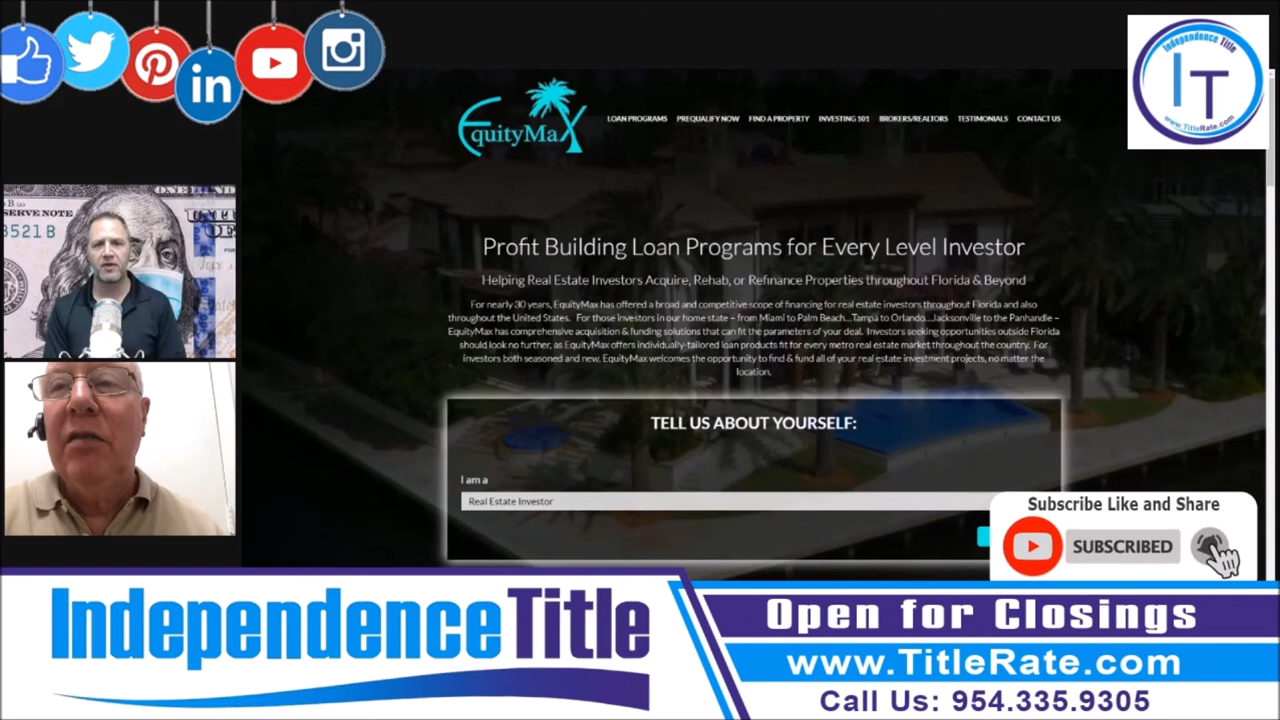 Independence Title
IT
www.TitleRate.com
in
EquityMax
LOAN PROGRAMS PREQUALIFY NOW FIND A PROPERTY INVESTING 101 BROKERS/REALTORS TESTIMONIALS CONTACT US
ONE HUND
SERVE NOTE
3521 B
Profit Building Loan Programs for Every Level Investor
Helping Real Estate Investors Acquire, Rehab, or Refinance Properties throughout Florida & Beyond
For nearly 30 years, EquityMax has offered a broad and competitive scope of financing for real estate investors throughout Florida and also
throughout the United States. For those investors in our home state – from Miami to Palm Beach...Tampa to Orlando....Jacksonville to the Panhandle –
EquityMax has comprehensive acquisition & funding solutions that can fit the parameters of your deal. Investors seeking opportunities outside Florida
should look no further, as EquityMax offers individually-tailored loan products fit for every metro real estate market throughout the country. For
investors both seasoned and new, EquityMax welcomes the opportunity to find & fund all of your real estate investment projects, no matter the
location.
TELL US ABOUT YOURSELF:
I am a
Real Estate Investor
Subscribe Like and Share
SUBSCRIBED
IndependenceTitle
Open for Closings
www.TitleRate.com
Call Us: 954.335.9305